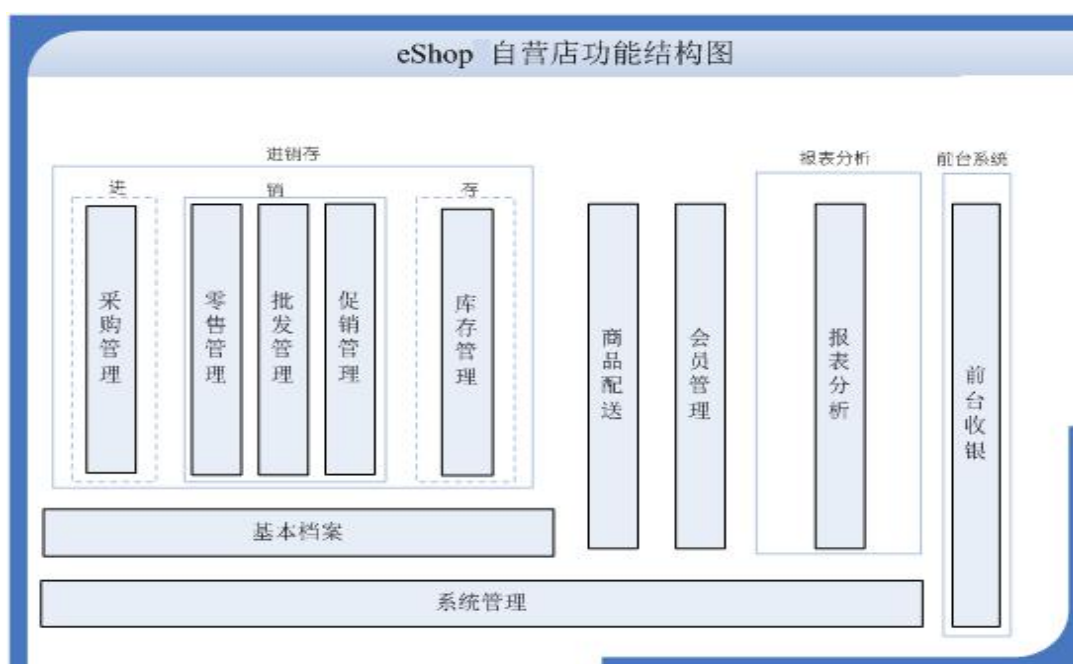 eShop 自营店功能结构图
进销存
报表分析
前台系统
进
销
存
采购管理
零售管理
批发管理
促销管理
库存管理
商品配送
会员管理
报表分析
前台收银
基本档案
系统管理